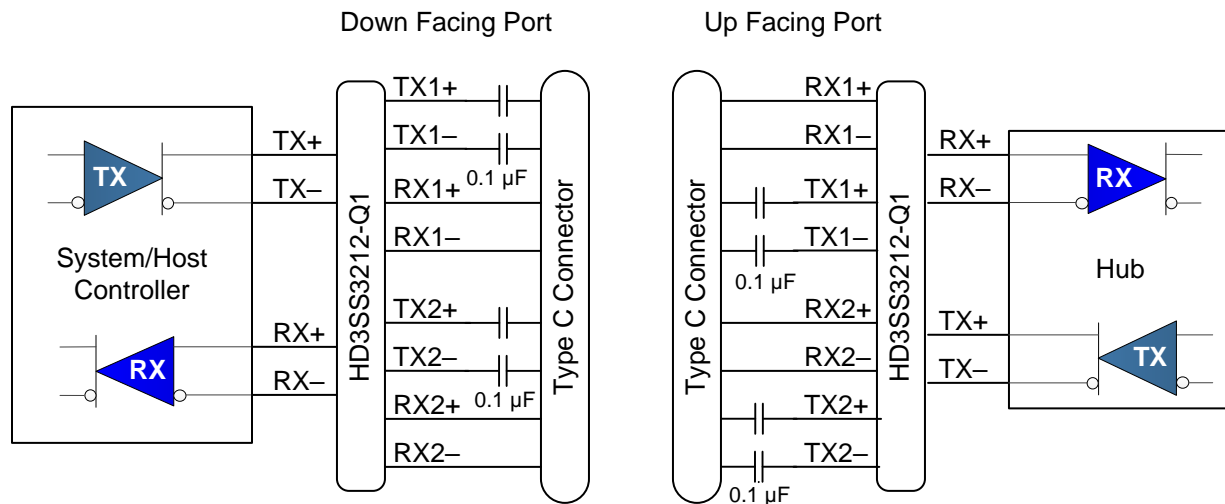 Down Facing Port
Up Facing Port
TX1+
TX1–
0.1 µF
RX1+
RX1–
TX2+
TX2–
0.1 µF
RX2+
RX2–
TX+
TX–
RX+
RX–
TX
System/Host
Controller
RX
HD3SS3212-Q1
Type C Connector
Type C Connector
RX1+
RX1–
TX1+
TX1–
0.1 µF
RX2+
RX2–
TX2+
TX2–
0.1 µF
HD3SS3212-Q1
RX+
RX–
TX+
TX–
RX
Hub
TX